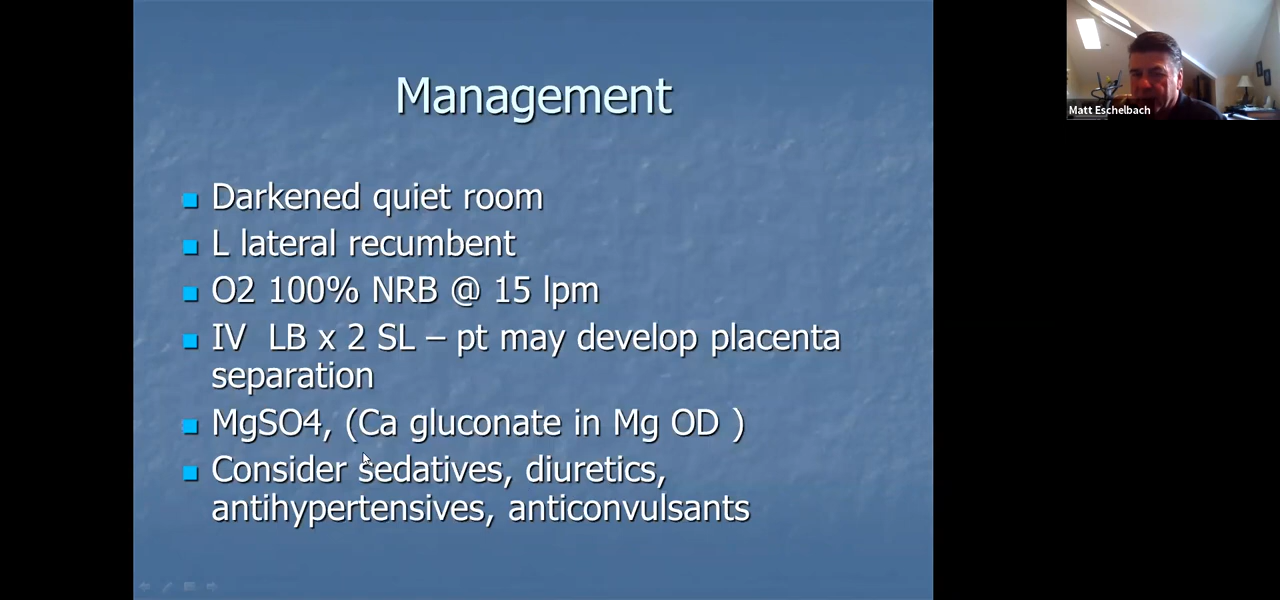 Management
Darkened quiet room
L lateral recumbent
O2 100% NRB @ 15 lpm
IV  LB x 2 SL – pt may develop placenta
separation
MgSO4, (Ca gluconate in Mg OD )
Consider sedatives, diuretics,
antihypertensives, anticonvulsants
Matt Eschelbach